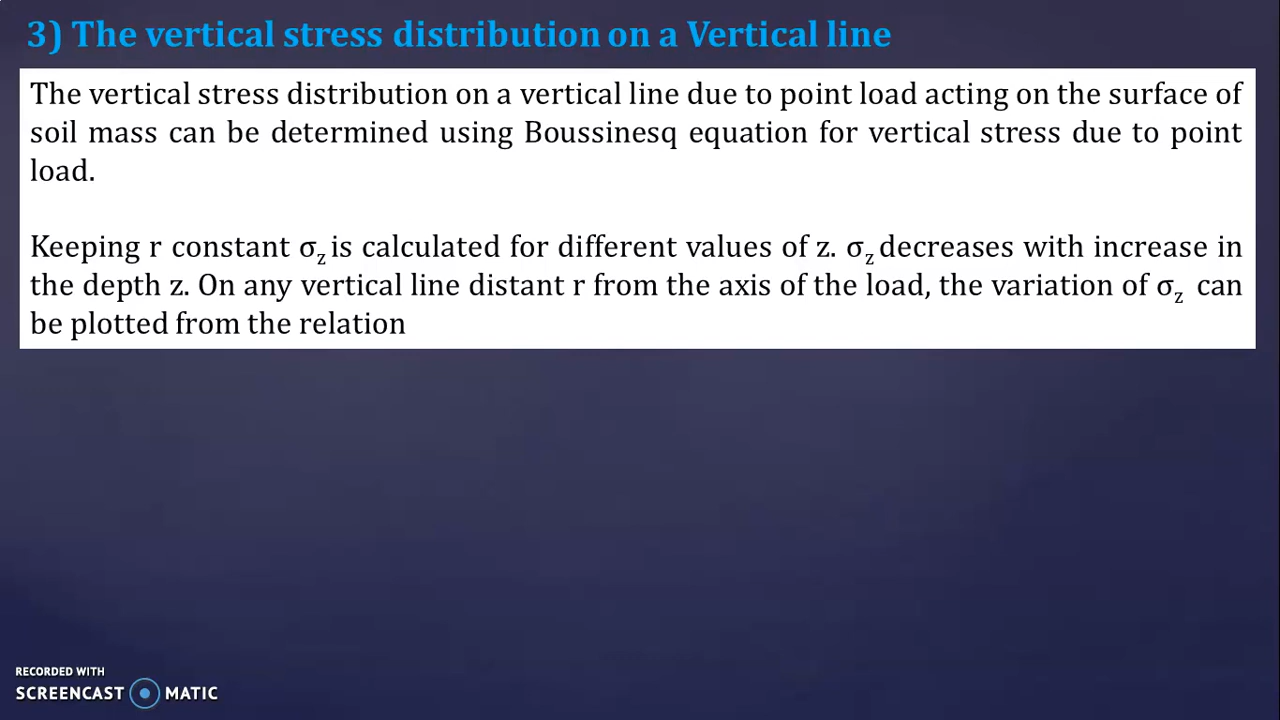 3) The vertical stress distribution on a Vertical line
The vertical stress distribution on a vertical line due to point load acting on the surface of
soil mass can be determined using Boussinesq equation for vertical stress due to point
load.
Keeping r constant σz is calculated for different values of z. σz decreases with increase in
the depth z. On any vertical line distant r from the axis of the load, the variation of σz can
be plotted from the relation
RECORDED WITH
SCREENCAST MATIC